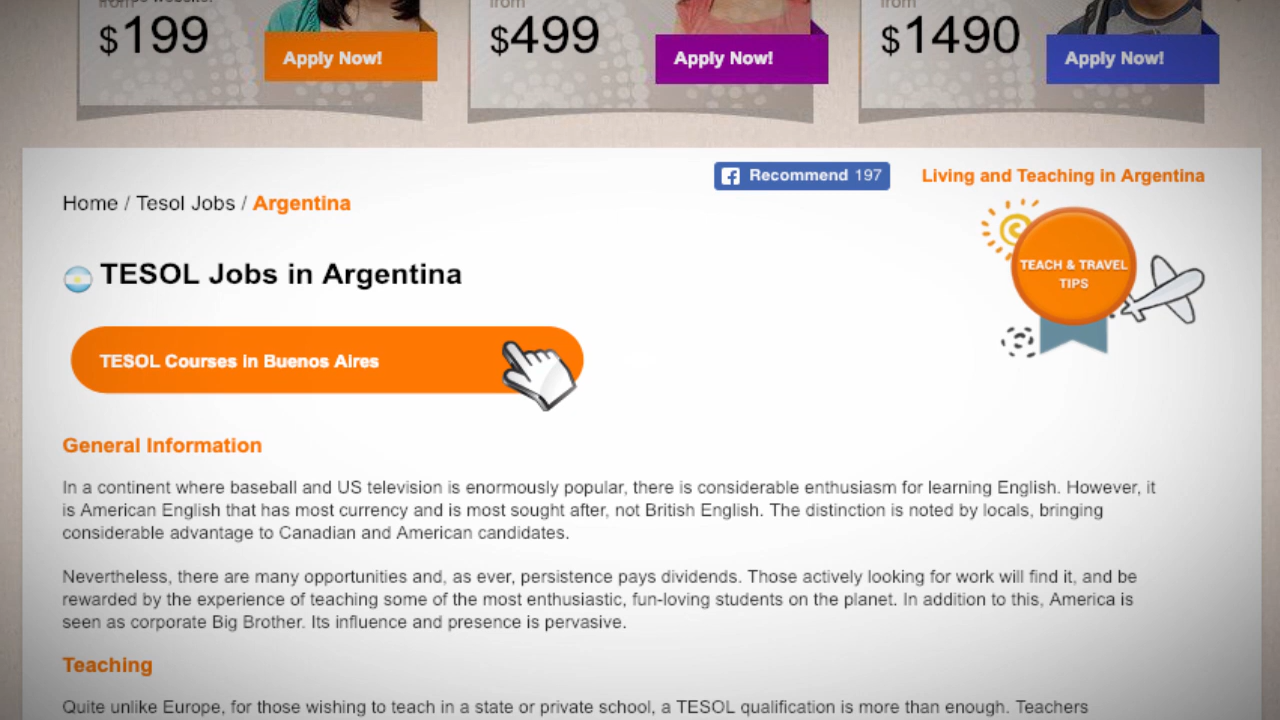 from
from
from
$199
$499
$1490
Apply Now!
Apply Now!
Apply Now!
Recommend 197
Living and Teaching in Argentina
Home / Tesol Jobs / Argentina
TEACH & TRAVEL
TIPS
TESOL Jobs in Argentina
TESOL Courses in Buenos Aires
General Information
In a continent where baseball and US television is enormously popular, there is considerable enthusiasm for learning English. However, it
is American English that has most currency and is most sought after, not British English. The distinction is noted by locals, bringing
considerable advantage to Canadian and American candidates.
Nevertheless, there are many opportunities and, as ever, persistence pays dividends. Those actively looking for work will find it, and be
rewarded by the experience of teaching some of the most enthusiastic, fun-loving students on the planet. In addition to this, America is
seen as corporate Big Brother. Its influence and presence is pervasive.
Teaching
Quite unlike Europe, for those wishing to teach in a state or private school, a TESOL qualification is more than enough. Teachers